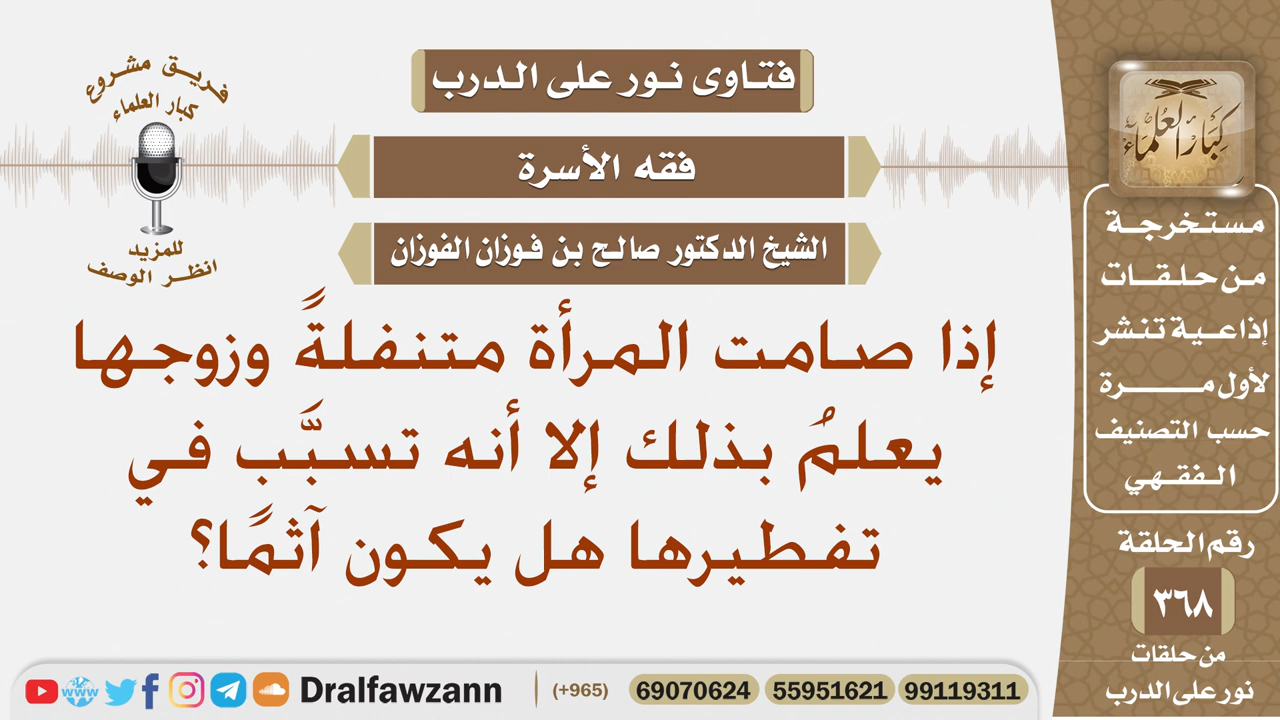 فتاوى نور على الدرب
فقه الأسرة
الشيخ الدكتور صالح بن فوزان الفوزان
إذا صامت المرأة متنفلةً وزوجها
يعلمُ بذلك إلا أنه تسبَّب في
تفطيرها هل يكون آثمًا؟
فريق مشروع
كبار العلماء
للمزيد
انظر الوصف
كبار العلماء
مستخرجة
من حلقات
إذاعية تنشر
لأول مرة
حسب التصنيف
الفقهي
رقم الحلقة
٣٦٨
من حلقات
نور على الدرب
www
Dralfawzann
(+965)
69070624
55951621
99119311